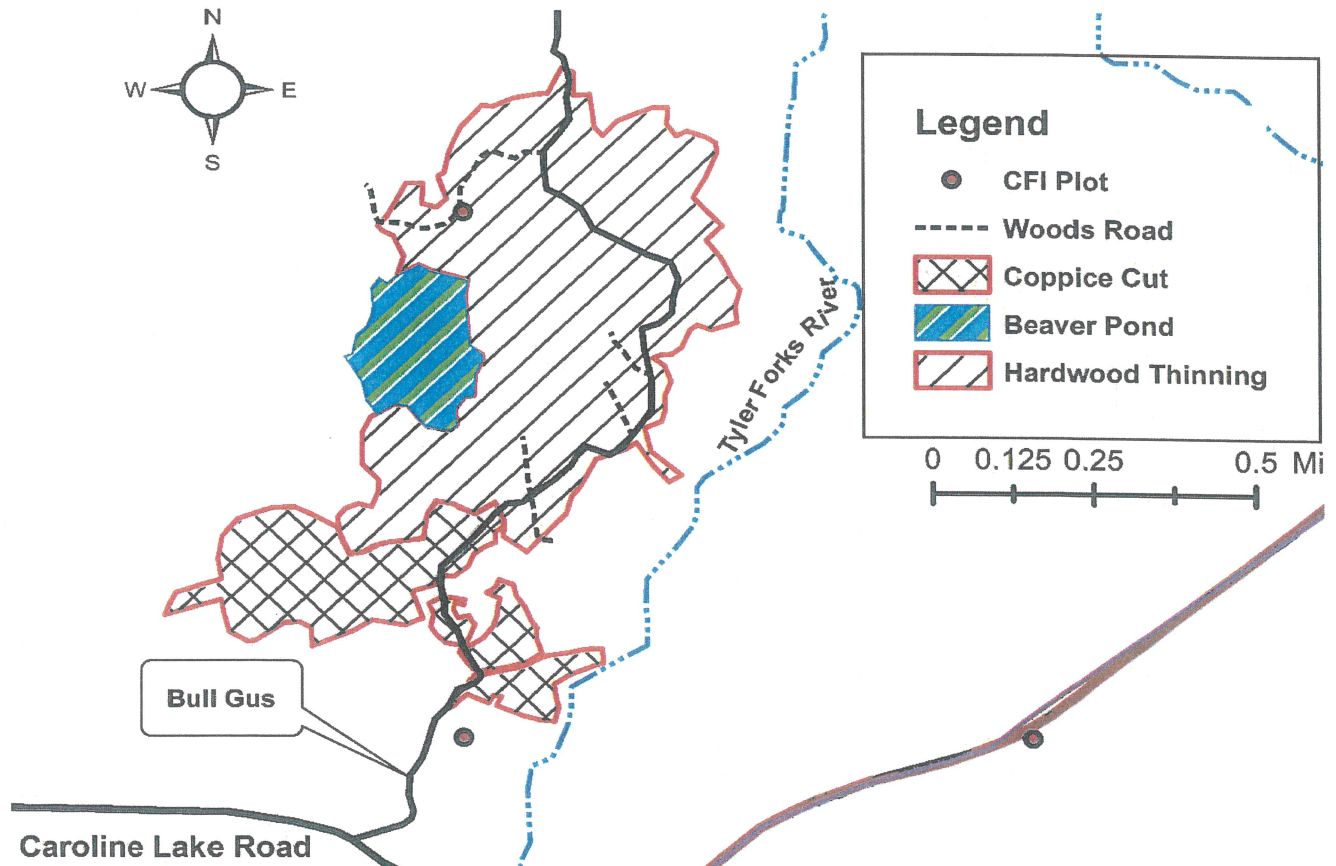 N
W E
S
Legend
CFI Plot
Woods Road
Coppice Cut
Beaver Pond
Hardwood Thinning
0 0.125 0.25 0.5 Mi
Tyler Forks River
Bull Gus
Caroline Lake Road